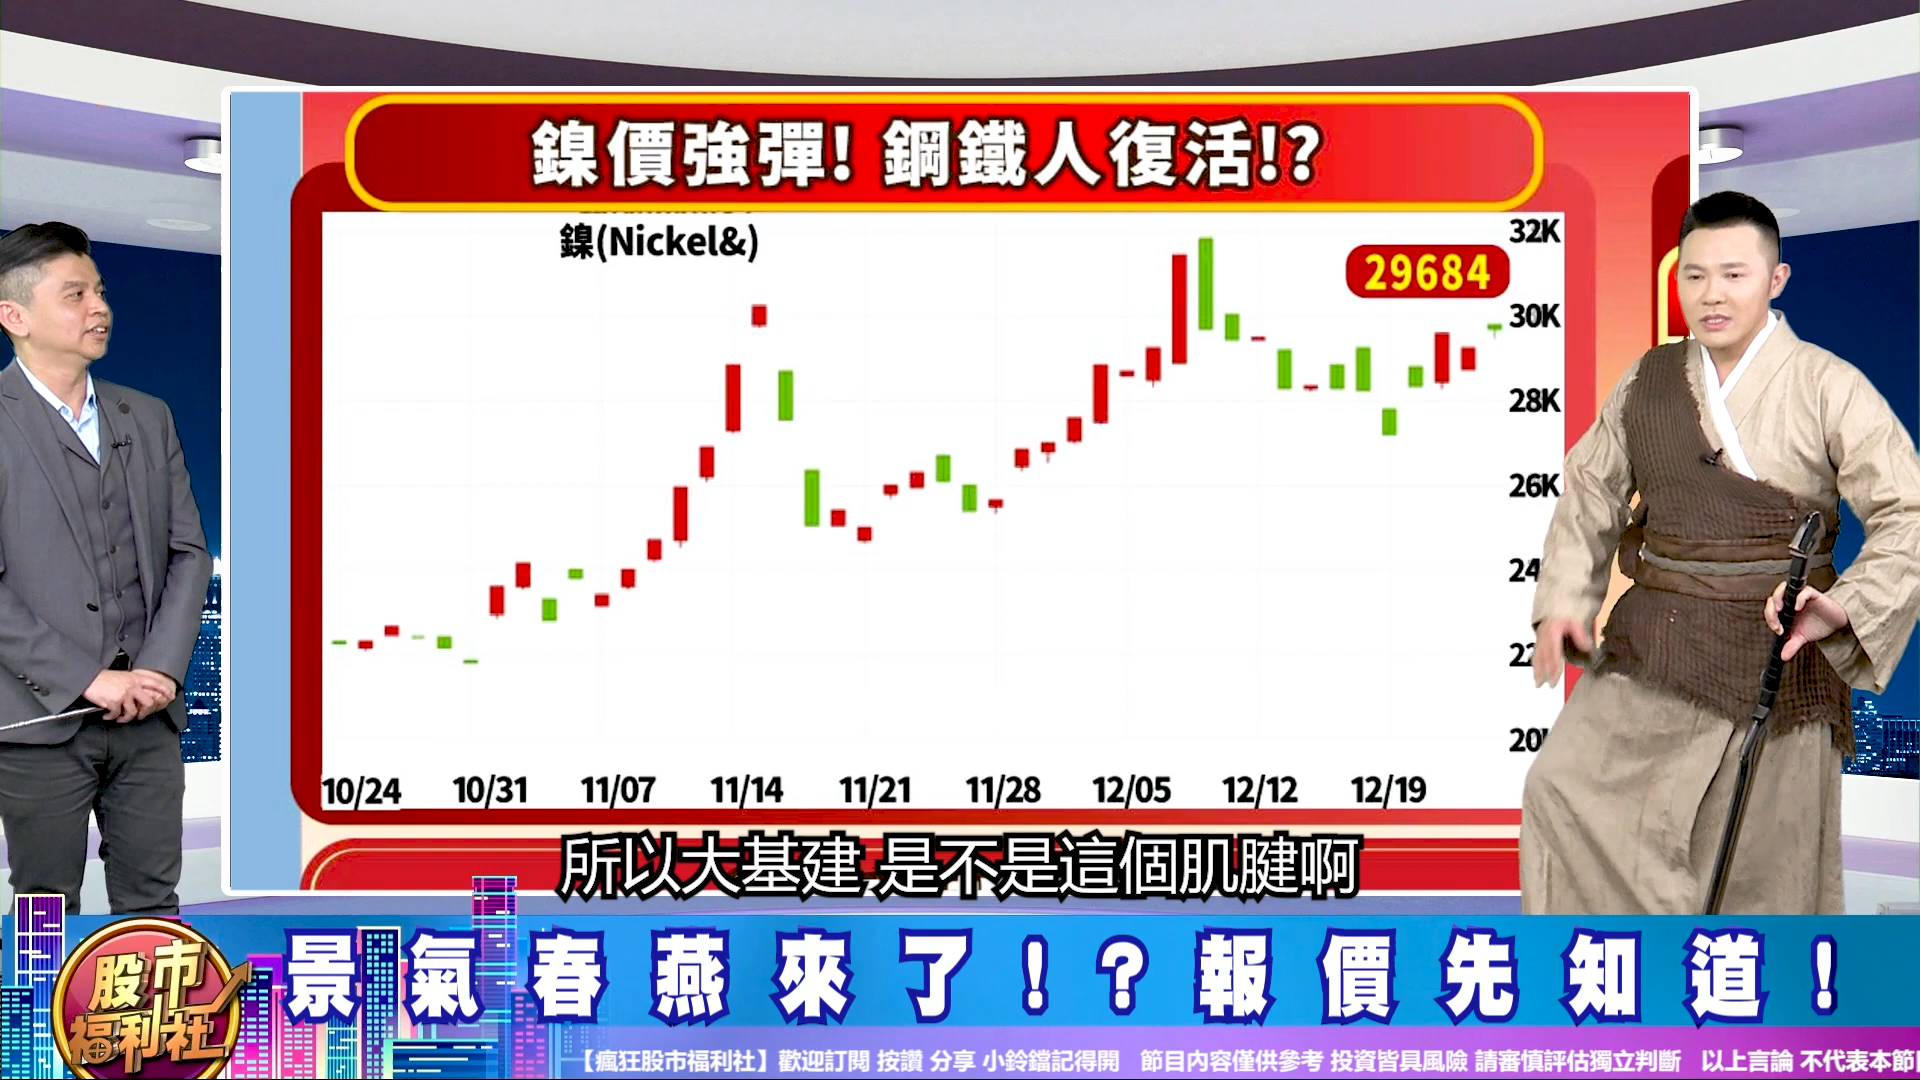 鎳價強彈! 鋼鐵人復活!?
鎳(Nickel&)
29684
32K
30K
28K
26K
24
22
20
10/24 10/31 11/07 11/14 11/21 11/28 12/05 12/12 12/19
所以大基建,是不是這個肌腱啊
景氣春燕來了!?報價先知道!
股市福利社
【瘋狂股市福利社】歡迎訂閱 按讚 分享 小鈴鐺記得開 節目內容僅供參考 投資皆具風險 請審慎評估獨立判斷 以上言論 不代表本節